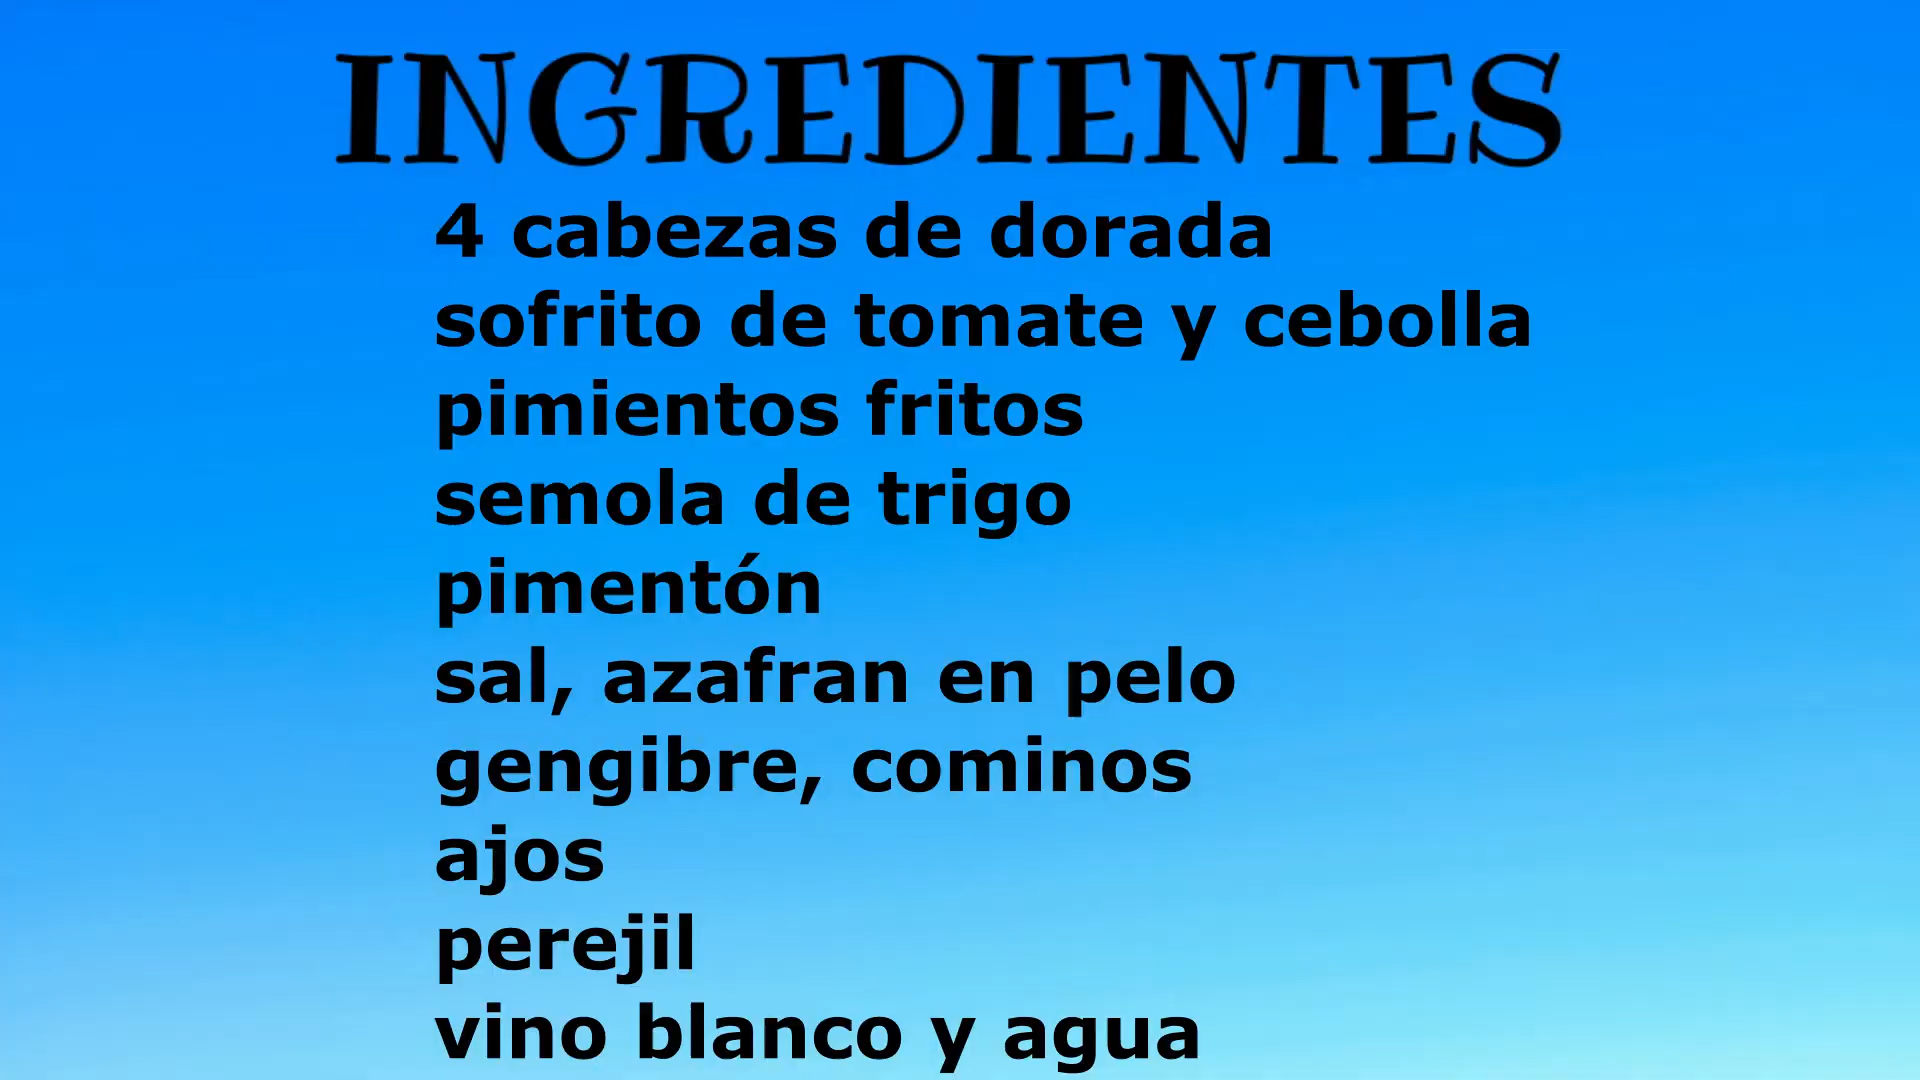 INGREDIENTES
4 cabezas de dorada
sofrito de tomate y cebolla
pimientos fritos
semola de trigo
pimentón
sal, azafran en pelo
gengibre, cominos
ajos
perejil
vino blanco y agua